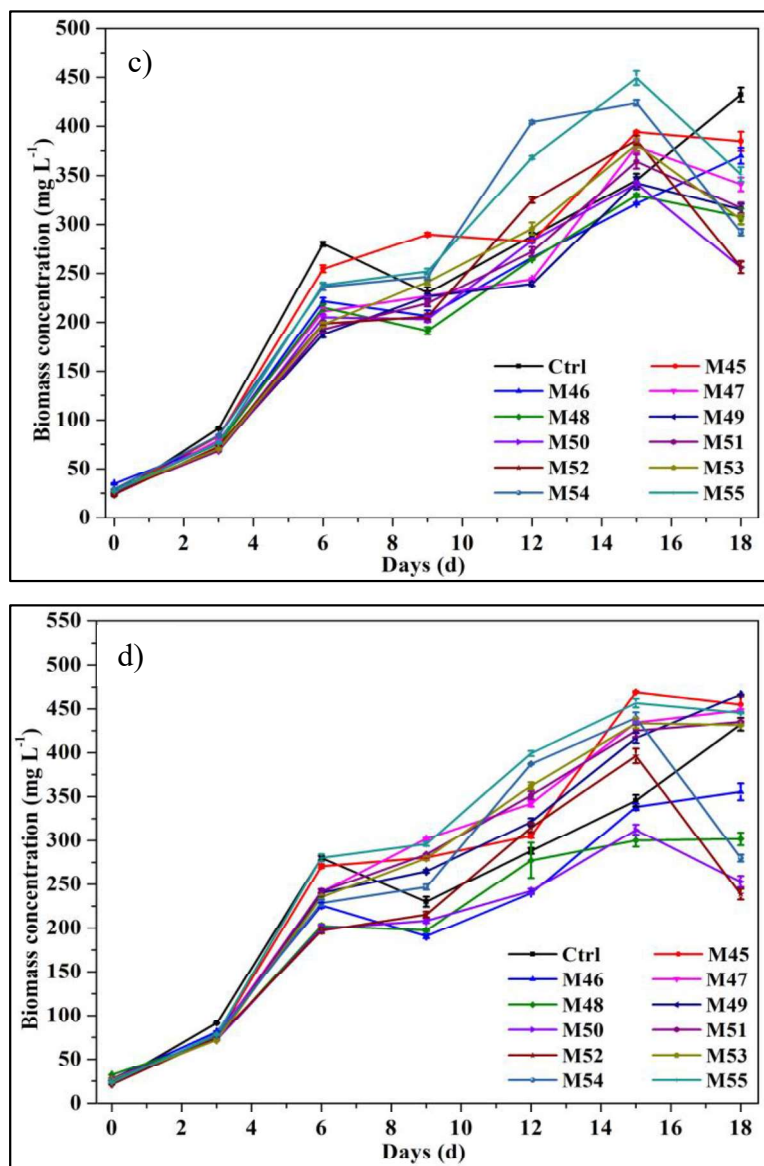 c)
Biomass concentration (mg L-1)
500
450
400
350
300
250
200
150
100
50
0
Ctrl M45
M46 M47
M48 M49
M50 M51
M52 M53
M54 M55
0 2 4 6 8 10 12 14 16 18
Days (d)
d)
Biomass concentration (mg L-1)
550
500
450
400
350
300
250
200
150
100
50
0
Ctrl M45
M46 M47
M48 M49
M50 M51
M52 M53
M54 M55
0 2 4 6 8 10 12 14 16 18
Days (d)